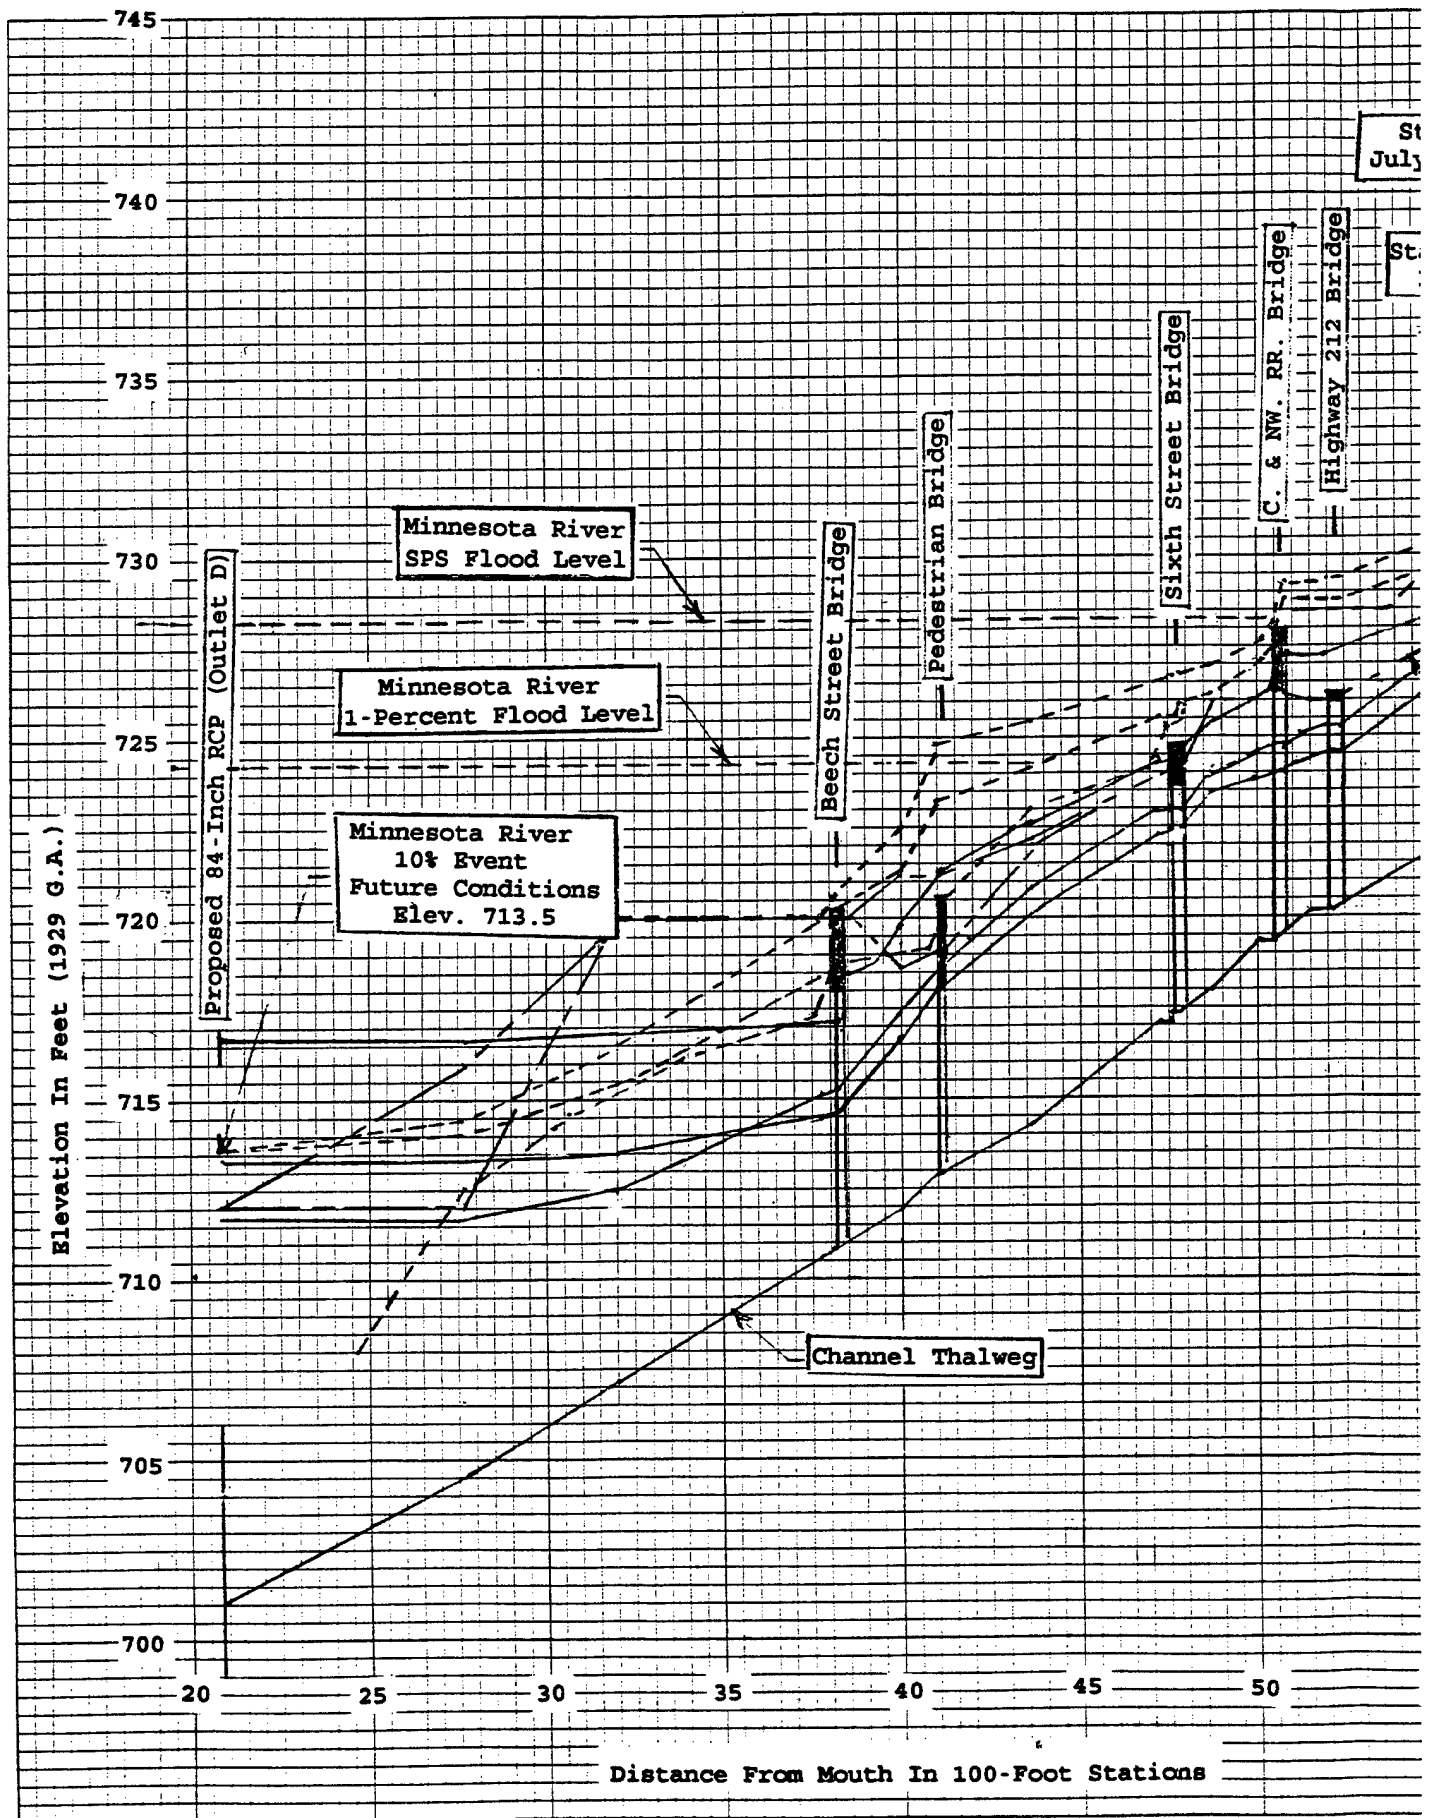 745
740
735
730
725
720
715
710
705
700
Elevation In Feet (1929 G.A.)
St
July
Sta
Proposed 84-Inch RCP (Outlet D)
Minnesota River
SPS Flood Level
Minnesota River
1-Percent Flood Level
Minnesota River
10% Event
Future Conditions
Elev. 713.5
Beech Street Bridge
Pedestrian Bridge
Sixth Street Bridge
C. & NW. RR. Bridge
Highway 212 Bridge
Channel Thalweg
20 25 30 35 40 45 50
Distance From Mouth In 100-Foot Stations